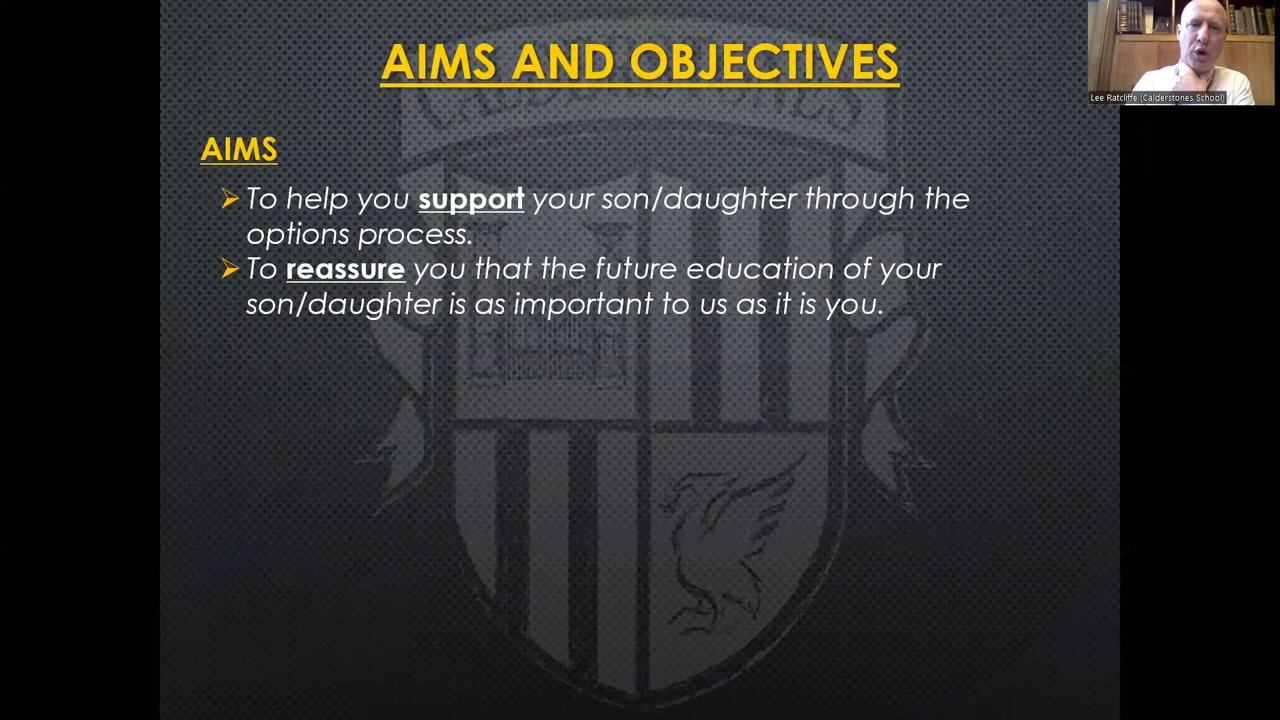 AIMS AND OBJECTIVES
Lee Ratcliffe (Calderstones School)
AIMS
To help you support your son/daughter through the
options process.
To reassure you that the future education of your
son/daughter is as important to us as it is you.